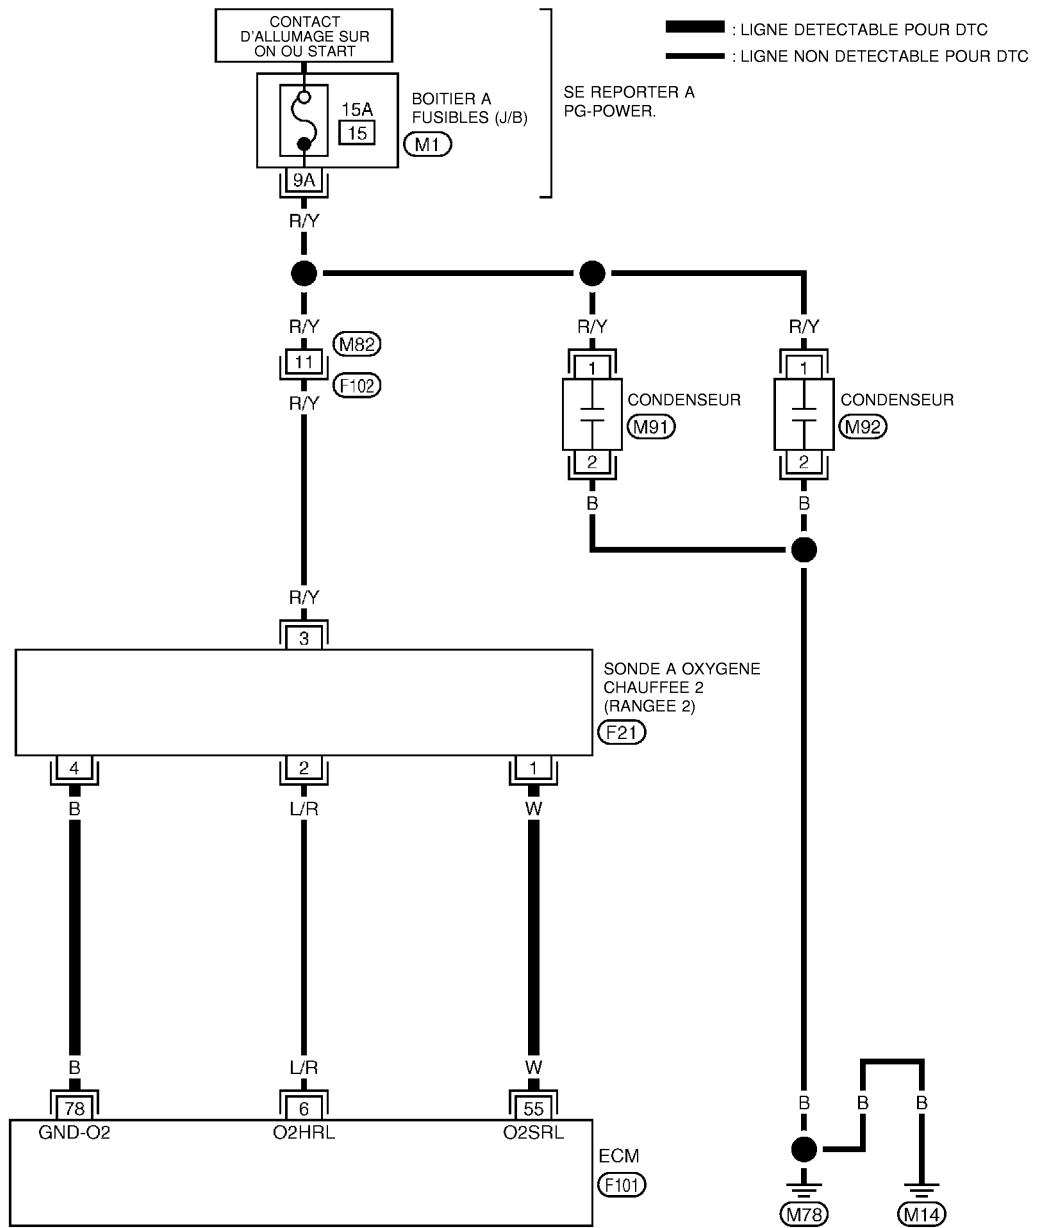 CONTACT
D'ALLUMAGE SUR
ON OU START
: LIGNE DETECTABLE POUR DTC
: LIGNE NON DETECTABLE POUR DTC
SE REPORTER A
PG-POWER.
BOITIER A
FUSIBLES (J/B)
M1
15A
15
9A
R/Y
R/Y
R/Y
R/Y
M82
11
F102
R/Y
1
1
CONDENSEUR
M91
CONDENSEUR
M92
2
2
B
B
R/Y
3
SONDE A OXYGENE
CHAUFFEE 2
(RANGEE 2)
F21
4
2
1
B
L/R
W
B
L/R
W
78
6
55
GND-O2
O2HRL
O2SRL
ECM
F101
B
B
B
M78
M14